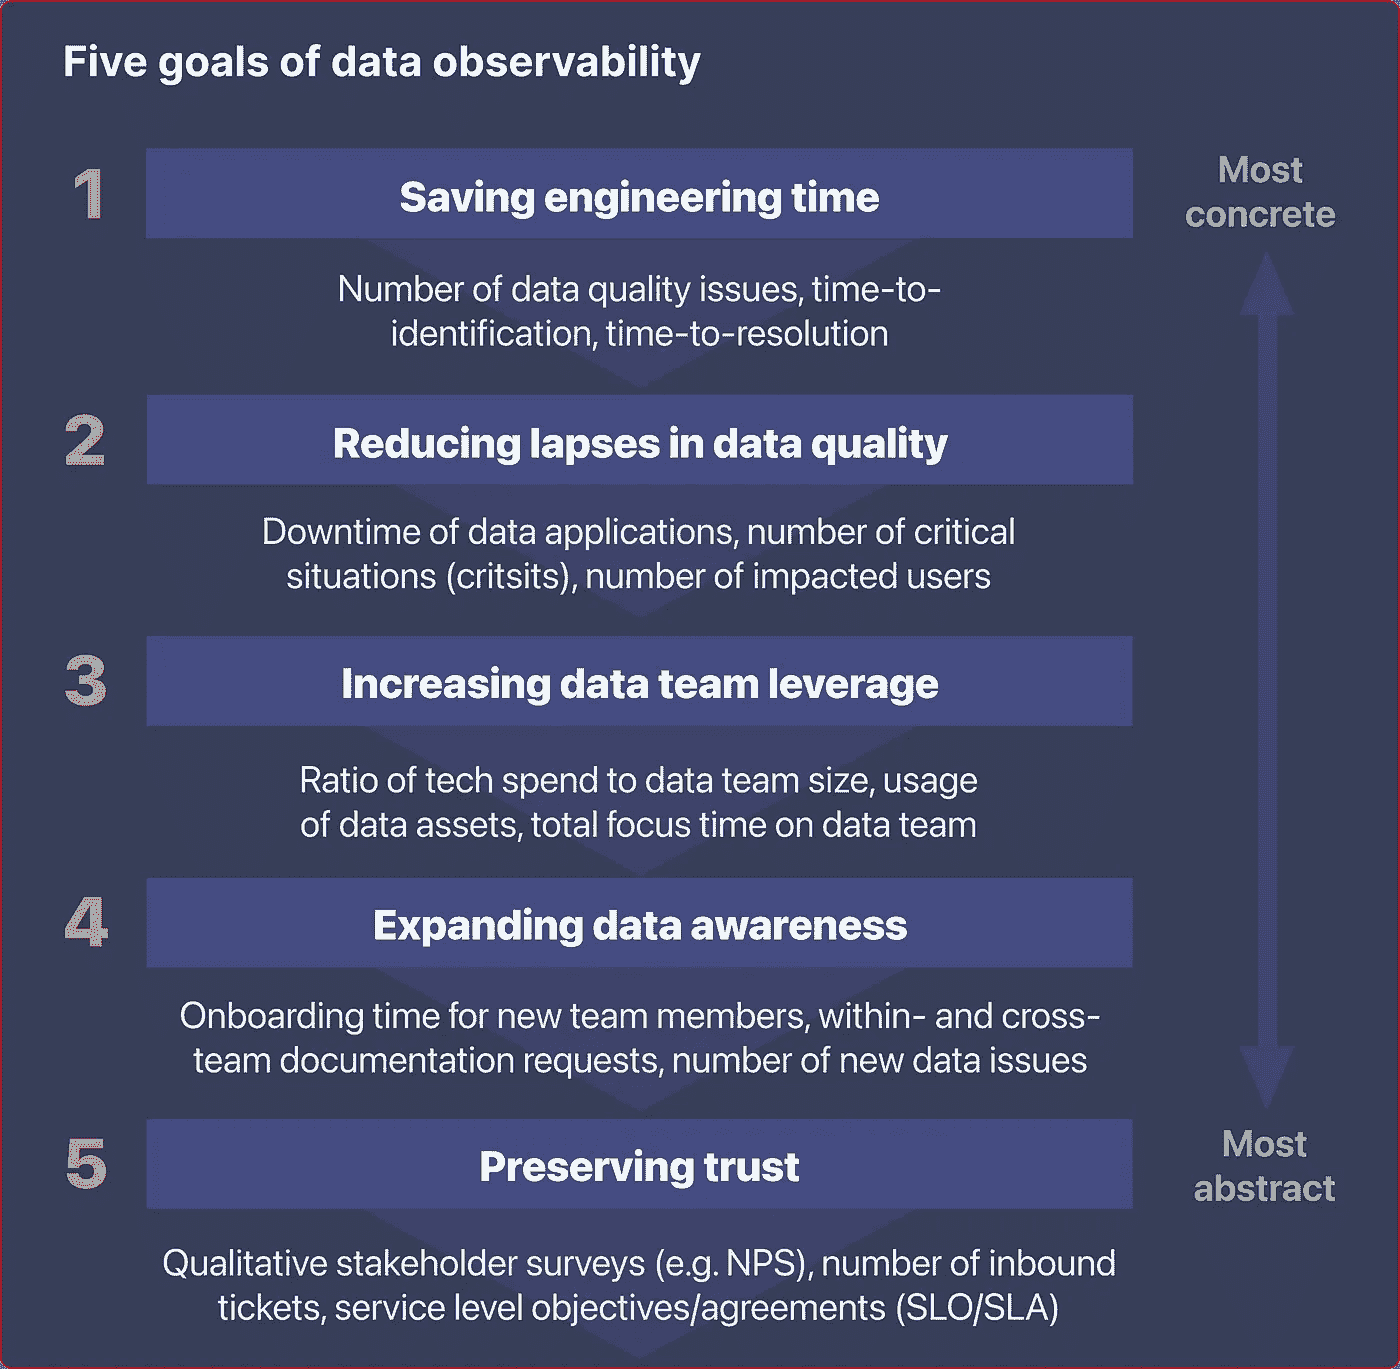 Five goals of data observability
1
Saving engineering time
Most
concrete
Number of data quality issues, time-to-
identification, time-to-resolution
2
Reducing lapses in data quality
Downtime of data applications, number of critical
situations (critsits), number of impacted users
3
Increasing data team leverage
Ratio of tech spend to data team size, usage
of data assets, total focus time on data team
4
Expanding data awareness
Onboarding time for new team members, within- and cross-
team documentation requests, number of new data issues
5
Preserving trust
Most
abstract
Qualitative stakeholder surveys (e.g. NPS), number of inbound
tickets, service level objectives/agreements (SLO/SLA)